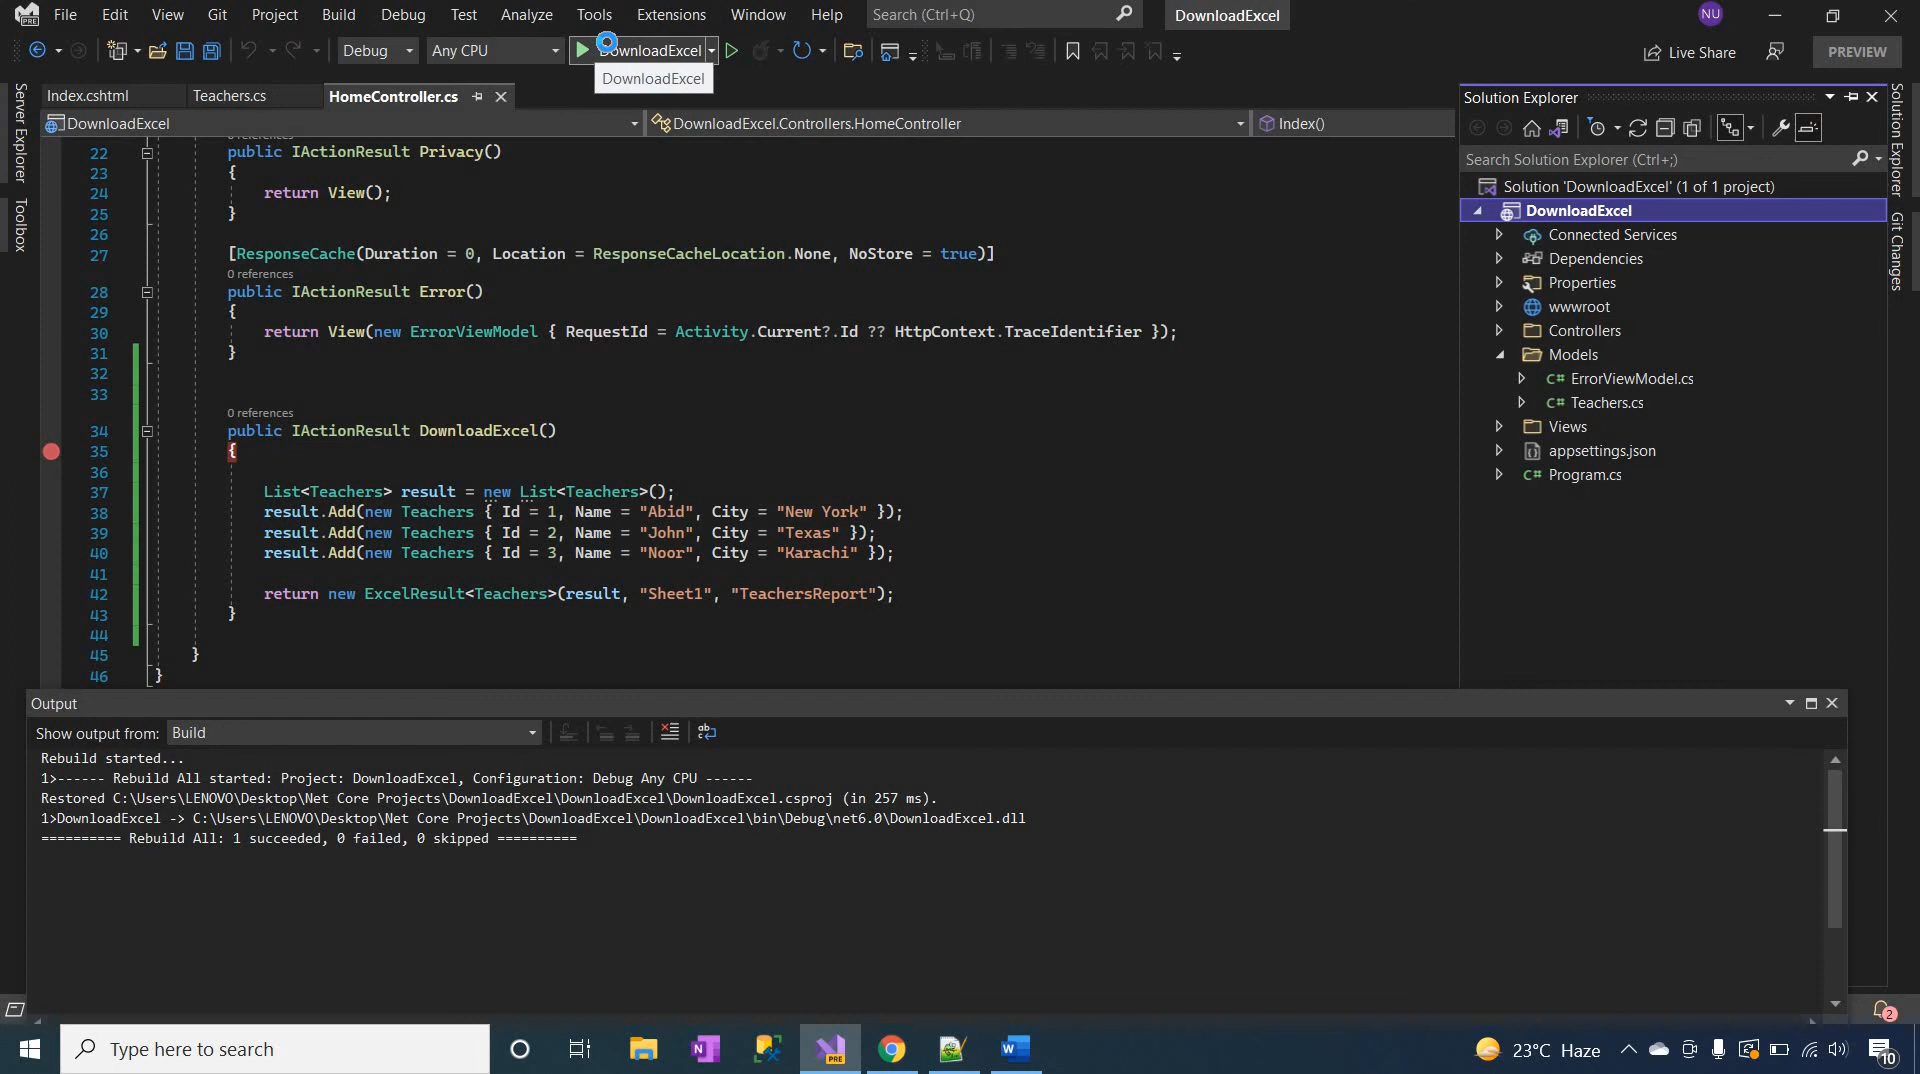 File Edit View Git Project Build Debug Test Analyze Tools Extensions Window Help Search (Ctrl+Q) DownloadExcel NU
Debug Any CPU DownloadExcel Live Share PREVIEW
DownloadExcel
Server Explorer
Toolbox
Index.cshtml Teachers.cs HomeController.cs
DownloadExcel DownloadExcel.Controllers.HomeController Index()
0 references
22 public IActionResult Privacy()
23 {
24 return View();
25 }
26
27 [ResponseCache(Duration = 0, Location = ResponseCacheLocation.None, NoStore = true)]
0 references
28 public IActionResult Error()
29 {
30 return View(new ErrorViewModel { RequestId = Activity.Current?.Id ?? HttpContext.TraceIdentifier });
31 }
32
33
0 references
34 public IActionResult DownloadExcel()
35 {
36
37 List<Teachers> result = new List<Teachers>();
38 result.Add(new Teachers { Id = 1, Name = "Abid", City = "New York" });
39 result.Add(new Teachers { Id = 2, Name = "John", City = "Texas" });
40 result.Add(new Teachers { Id = 3, Name = "Noor", City = "Karachi" });
41
42 return new ExcelResult<Teachers>(result, "Sheet1", "TeachersReport");
43 }
44
45 }
46 }
Solution Explorer
Search Solution Explorer (Ctrl+;)
Solution 'DownloadExcel' (1 of 1 project)
DownloadExcel
Connected Services
Dependencies
Properties
wwwroot
Controllers
Models
C# ErrorViewModel.cs
C# Teachers.cs
Views
appsettings.json
C# Program.cs
Solution Explorer
Git Changes
Output
Show output from: Build
Rebuild started...
1>------ Rebuild All started: Project: DownloadExcel, Configuration: Debug Any CPU ------
Restored C:\Users\LENOVO\Desktop\Net Core Projects\DownloadExcel\DownloadExcel\DownloadExcel.csproj (in 257 ms).
1>DownloadExcel -> C:\Users\LENOVO\Desktop\Net Core Projects\DownloadExcel\DownloadExcel\bin\Debug\net6.0\DownloadExcel.dll
========== Rebuild All: 1 succeeded, 0 failed, 0 skipped ==========
2
Type here to search N PRE W 23°C Haze 10